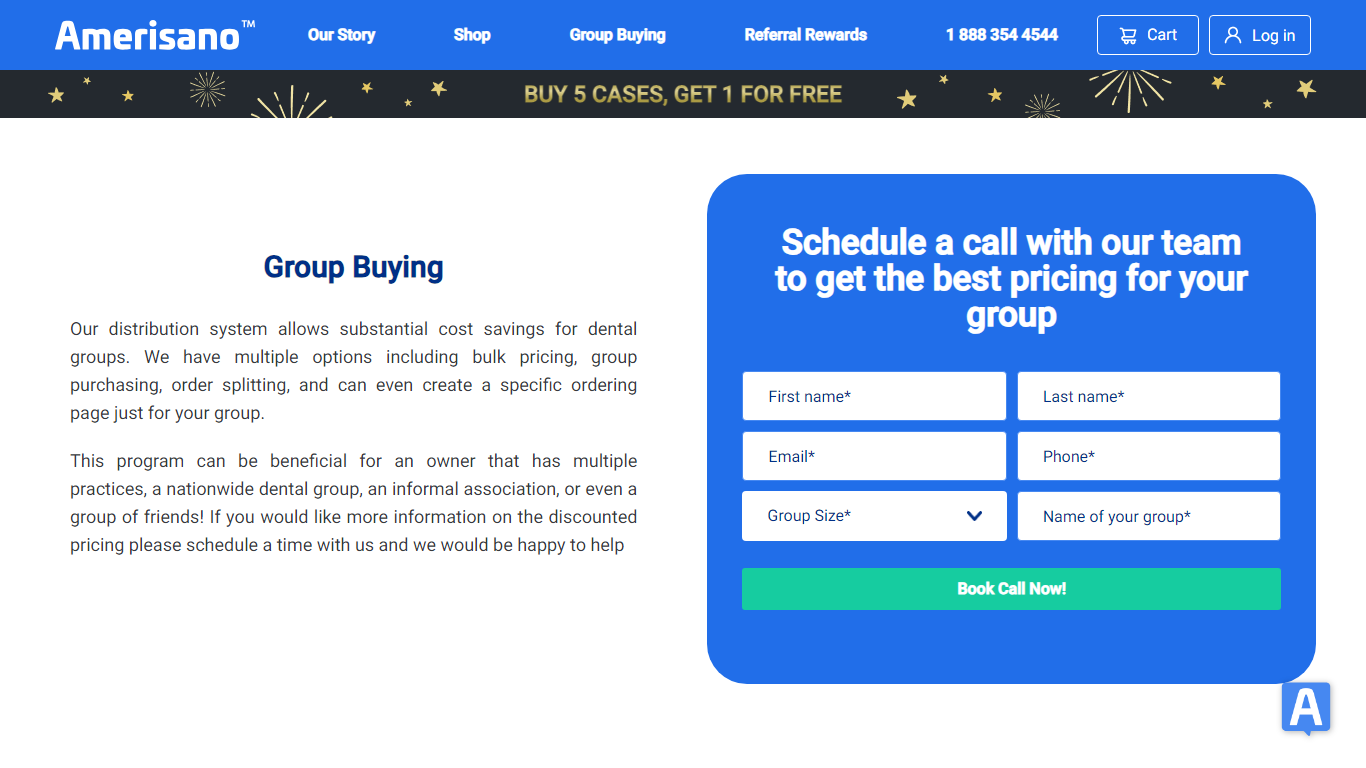 Amerisano™
Our Story
Shop
Group Buying
Referral Rewards
1 888 354 4544
Cart
Log in
BUY 5 CASES, GET 1 FOR FREE
Group Buying
Our distribution system allows substantial cost savings for dental
groups. We have multiple options including bulk pricing, group
purchasing, order splitting, and can even create a specific ordering
page just for your group.
This program can be beneficial for an owner that has multiple
practices, a nationwide dental group, an informal association, or even a
group of friends! If you would like more information on the discounted
pricing please schedule a time with us and we would be happy to help
Schedule a call with our team
to get the best pricing for your
group
First name*
Last name*
Email*
Phone*
Group Size*
Name of your group*
Book Call Now!
A